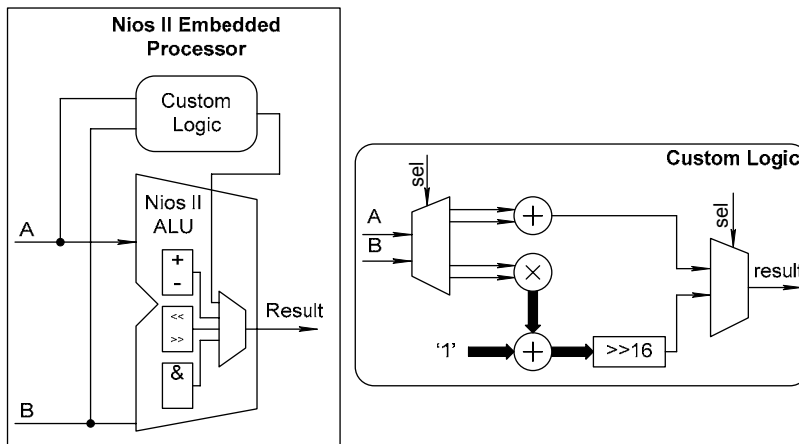 Nios II Embedded
Processor
Custom
Logic
Nios II
ALU
A
+
-
<<
>>
&
Result
B
Custom Logic
sel
A
B
+
×
'1'
+
>>16
sel
result